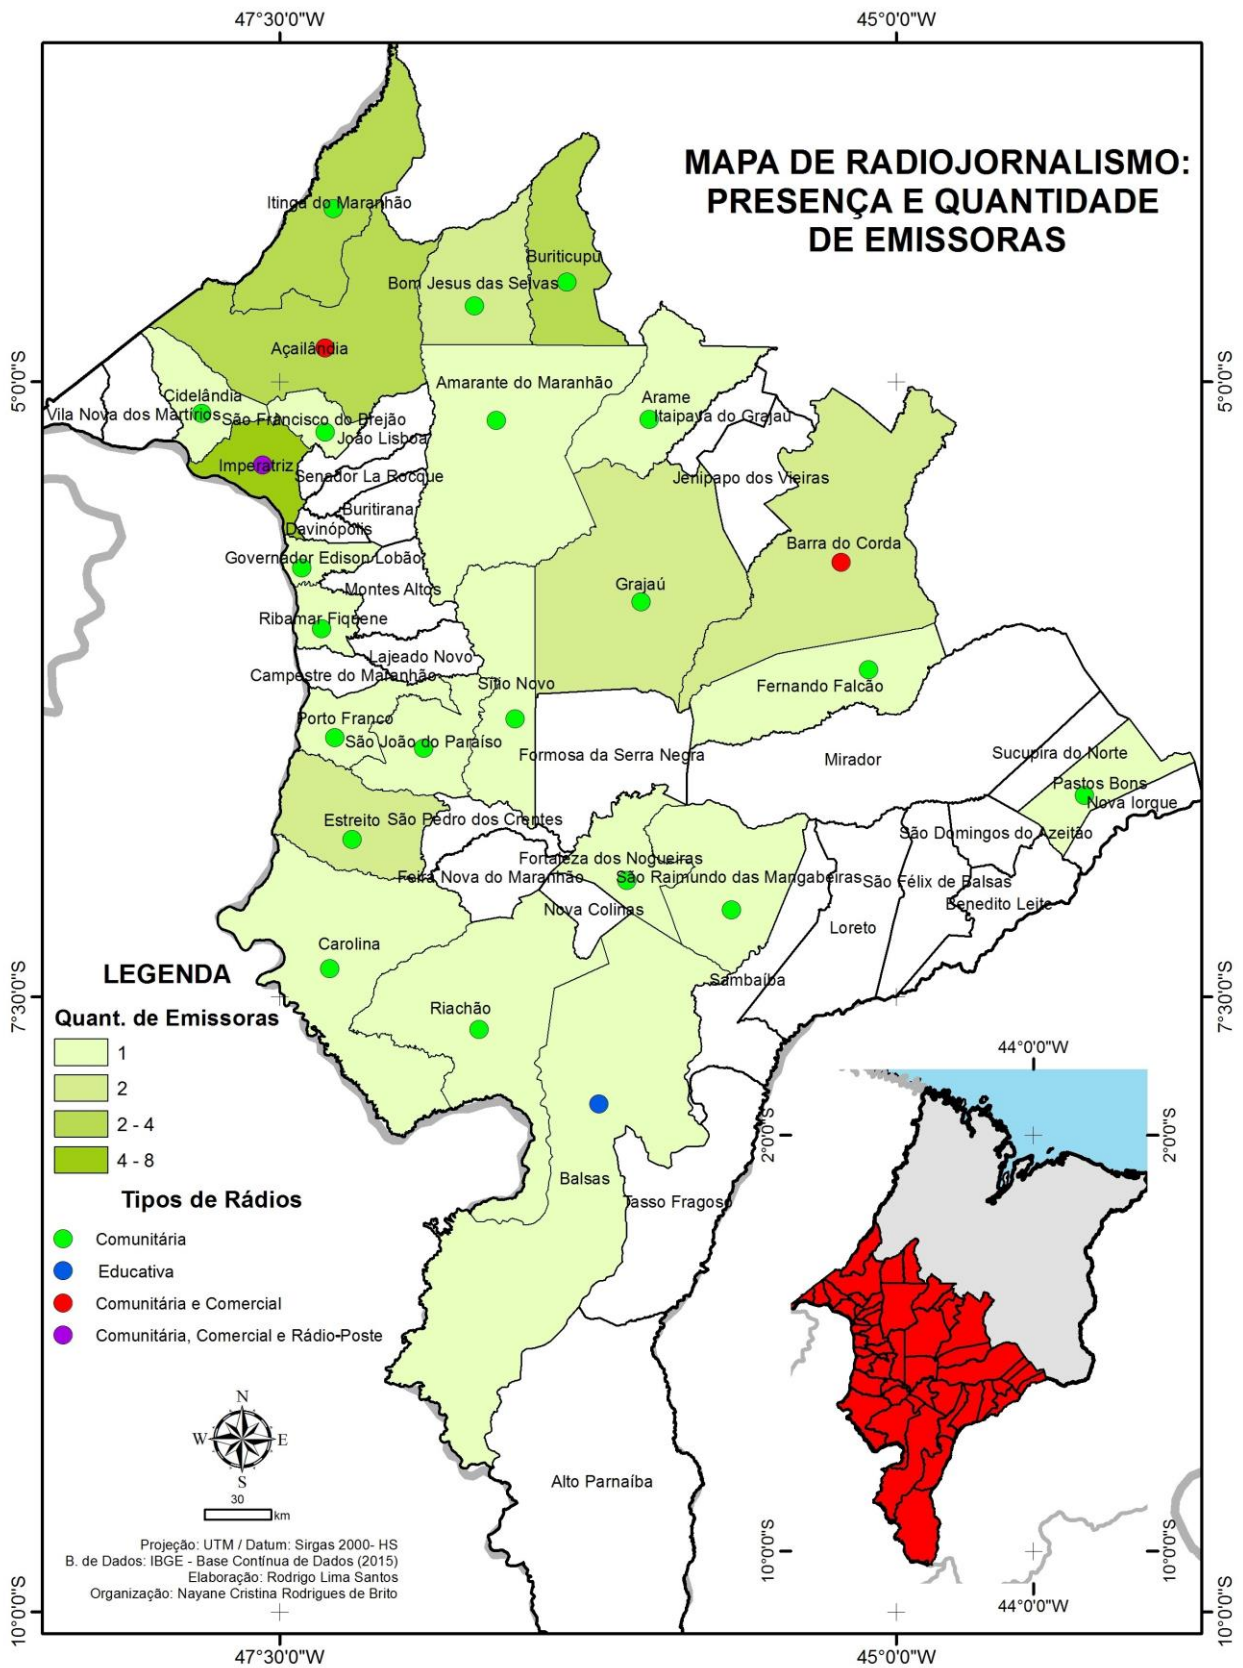 47°30'0"W
45°0'0"W
MAPA DE RADIOJORNALISMO:
PRESENÇA E QUANTIDADE
DE EMISSORAS
Itinga do Maranhão
Buriticupu
Bom Jesus das Selvas
Açailândia
5°0'0"S
5°0'0"S
Amarante do Maranhão
Cidelândia
Arame
Vila Nova dos Martírios
São Francisco do Brejão
Itaipava do Grajaú
João Lisboa
Imperatriz
Senador La Rocque
Jenipapo dos Vieiras
Buritirana
Davinópolis
Barra do Corda
Governador Edison Lobão
Grajaú
Montes Altos
Ribamar Fiquene
Lajeado Novo
Campestre do Maranhão
Sítio Novo
Fernando Falcão
Porto Franco
São João do Paraíso
Formosa da Serra Negra
Mirador
Sucupira do Norte
Pastos Bons
Nova Iorque
Estreito
São Pedro dos Crentes
São Domingos do Azeitão
Fortaleza dos Nogueiras
Feira Nova do Maranhão
São Raimundo das Mangabeiras
São Félix de Balsas
Nova Colinas
Benedito Leite
Loreto
Carolina
Sambaíba
Riachão
7°30'0"S
7°30'0"S
LEGENDA
Quant. de Emissoras
1
2
2 - 4
4 - 8
Balsas
Tasso Fragoso
Tipos de Rádios
Comunitária
Educativa
Comunitária e Comercial
Comunitária, Comercial e Rádio-Poste
44°0'0"W
2°0'0"S
2°0'0"S
N
W
E
S
30
km
Alto Parnaíba
Projeção: UTM / Datum: Sirgas 2000- HS
B. de Dados: IBGE - Base Contínua de Dados (2015)
Elaboração: Rodrigo Lima Santos
Organização: Nayane Cristina Rodrigues de Brito
10°0'0"S
10°0'0"S
44°0'0"W
10°0'0"S
10°0'0"S
47°30'0"W
45°0'0"W